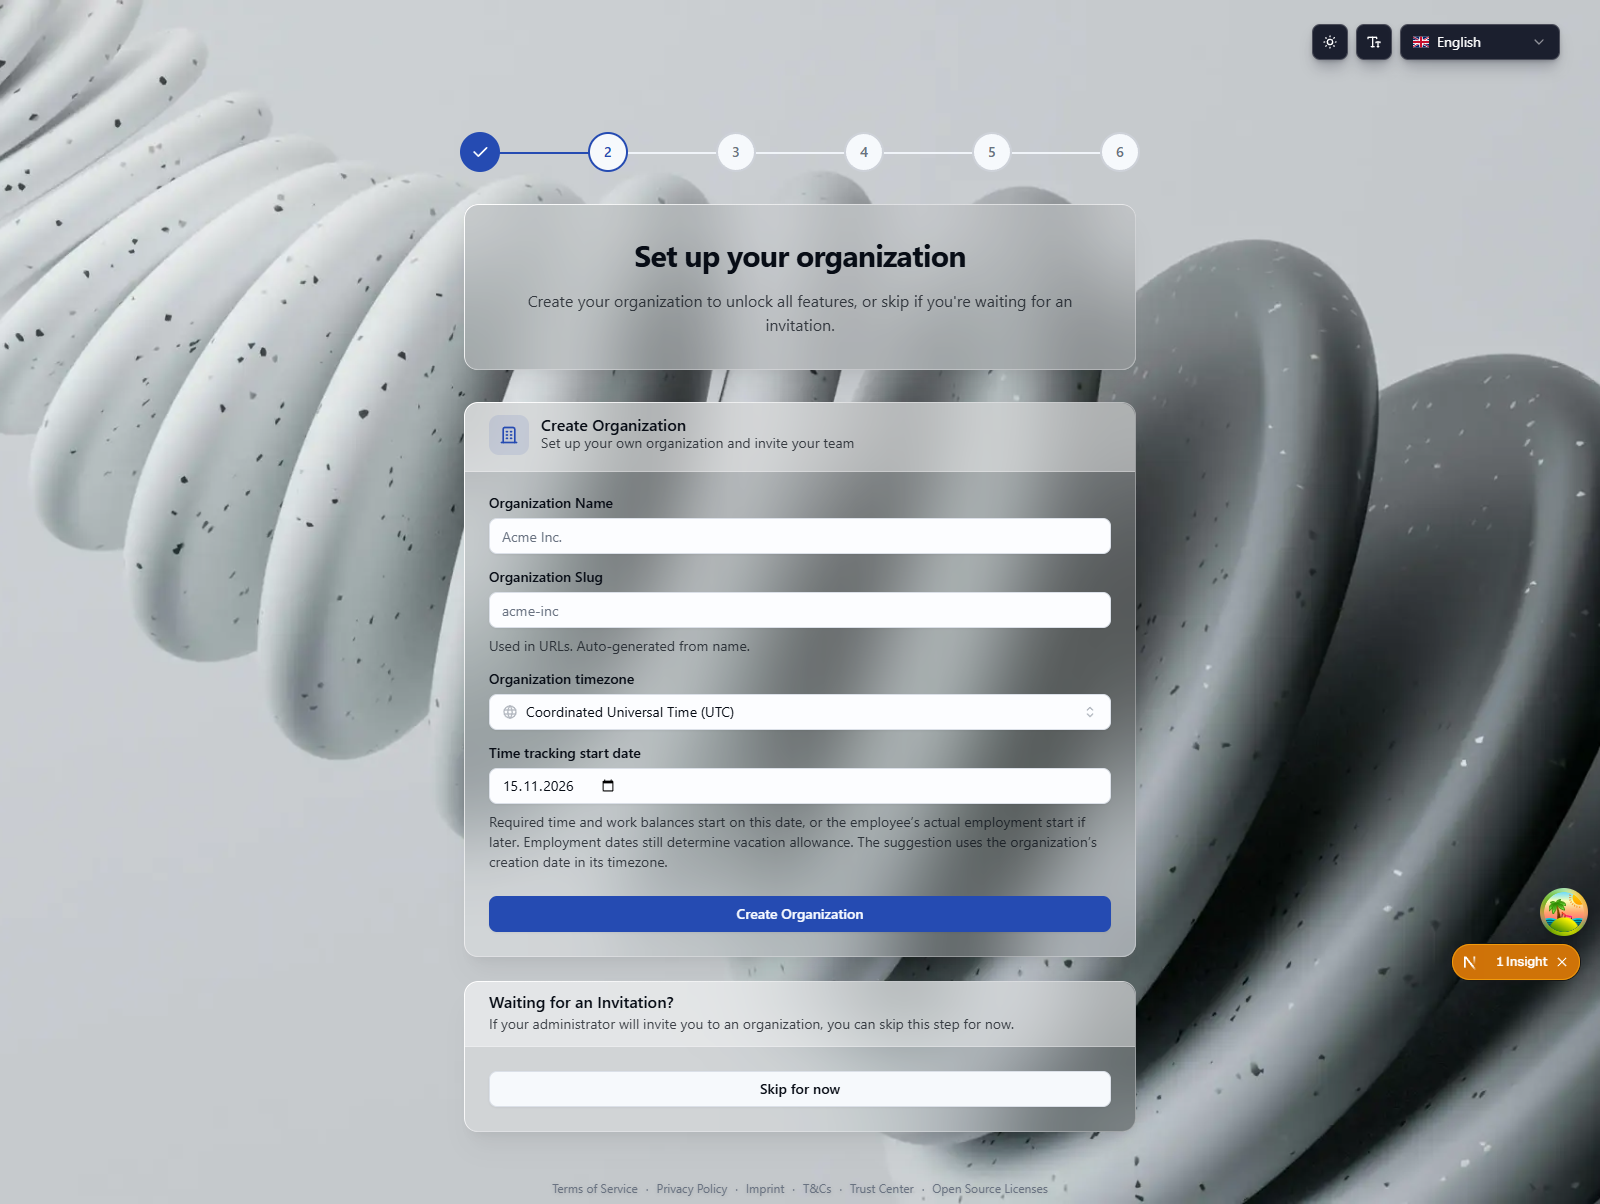 English
2
3
4
5
6
Set up your organization
Create your organization to unlock all features, or skip if you're waiting for an
invitation.
Create Organization
Set up your own organization and invite your team
Organization Name
Acme Inc.
Organization Slug
acme-inc
Used in URLs. Auto-generated from name.
Organization timezone
Coordinated Universal Time (UTC)
Time tracking start date
15.11.2026
Required time and work balances start on this date, or the employee’s actual employment start if
later. Employment dates still determine vacation allowance. The suggestion uses the organization’s
creation date in its timezone.
Create Organization
1 Insight
Waiting for an Invitation?
If your administrator will invite you to an organization, you can skip this step for now.
Skip for now
Terms of Service · Privacy Policy · Imprint · T&Cs · Trust Center · Open Source Licenses